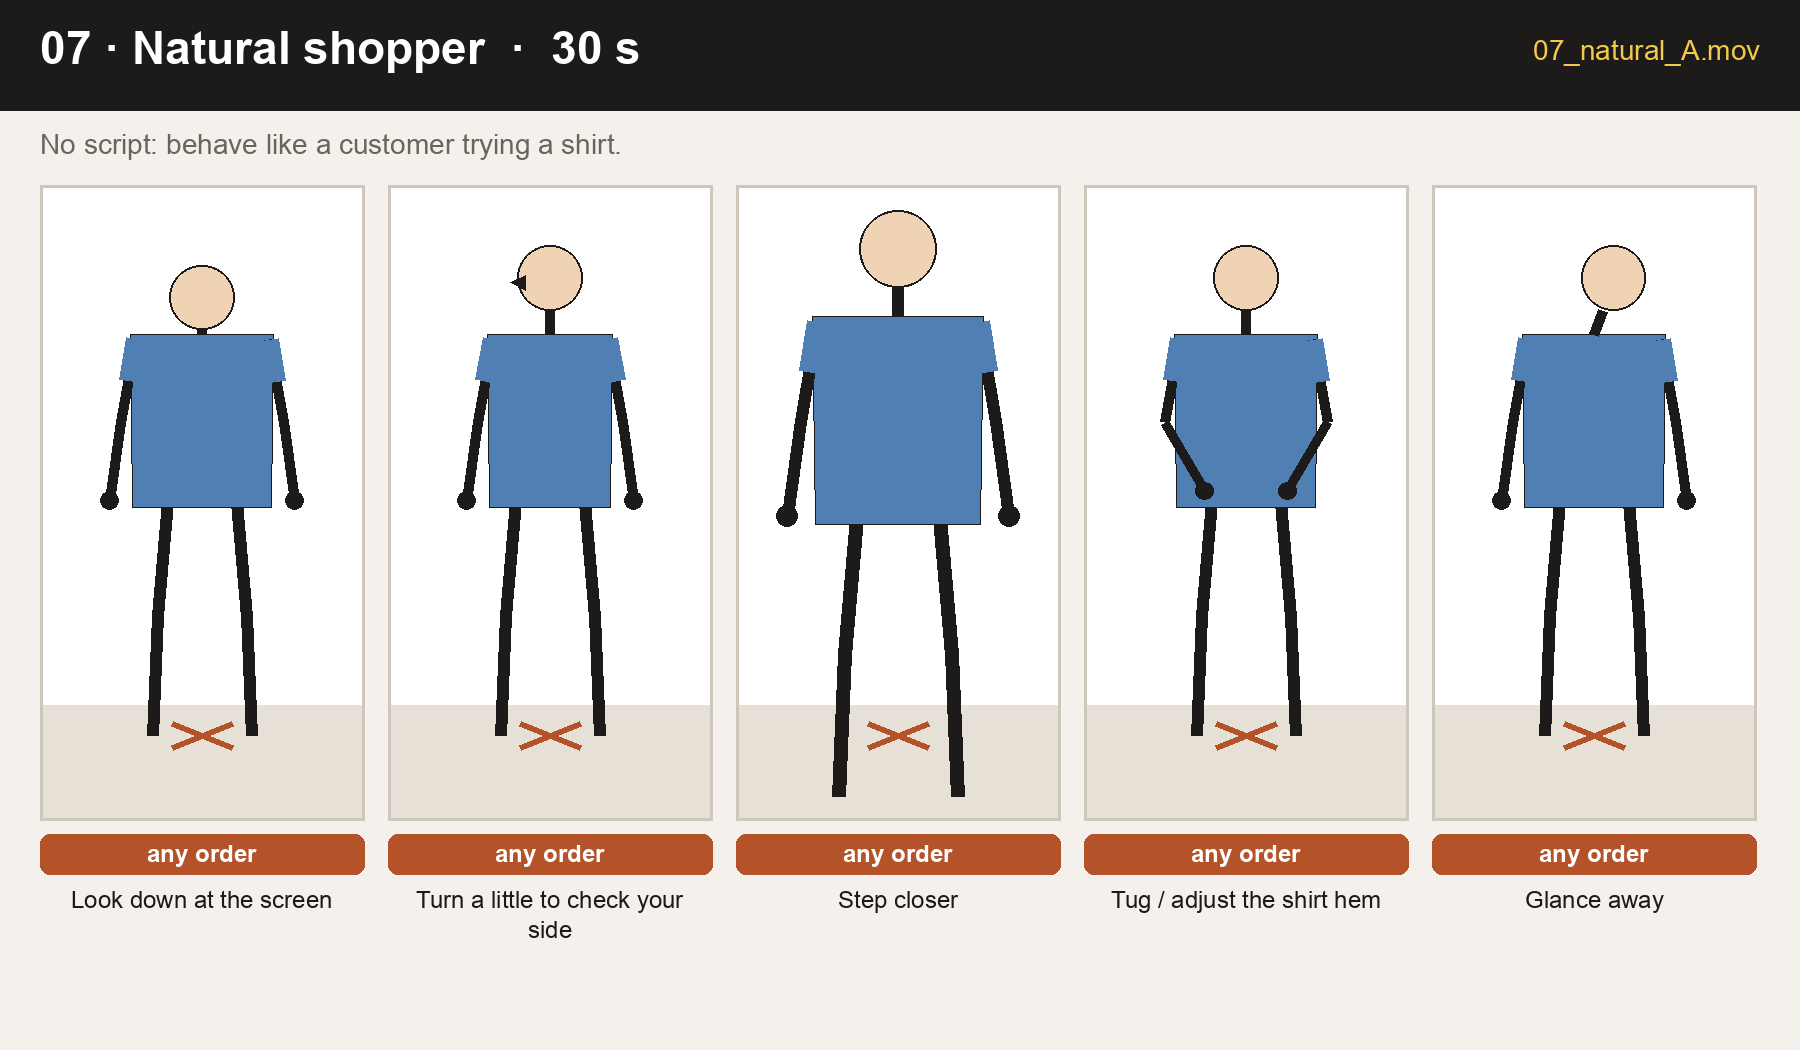 07 · Natural shopper · 30 s
07_natural_A.mov
No script: behave like a customer trying a shirt.
any order
Look down at the screen
any order
Turn a little to check your
side
any order
Step closer
any order
Tug / adjust the shirt hem
any order
Glance away